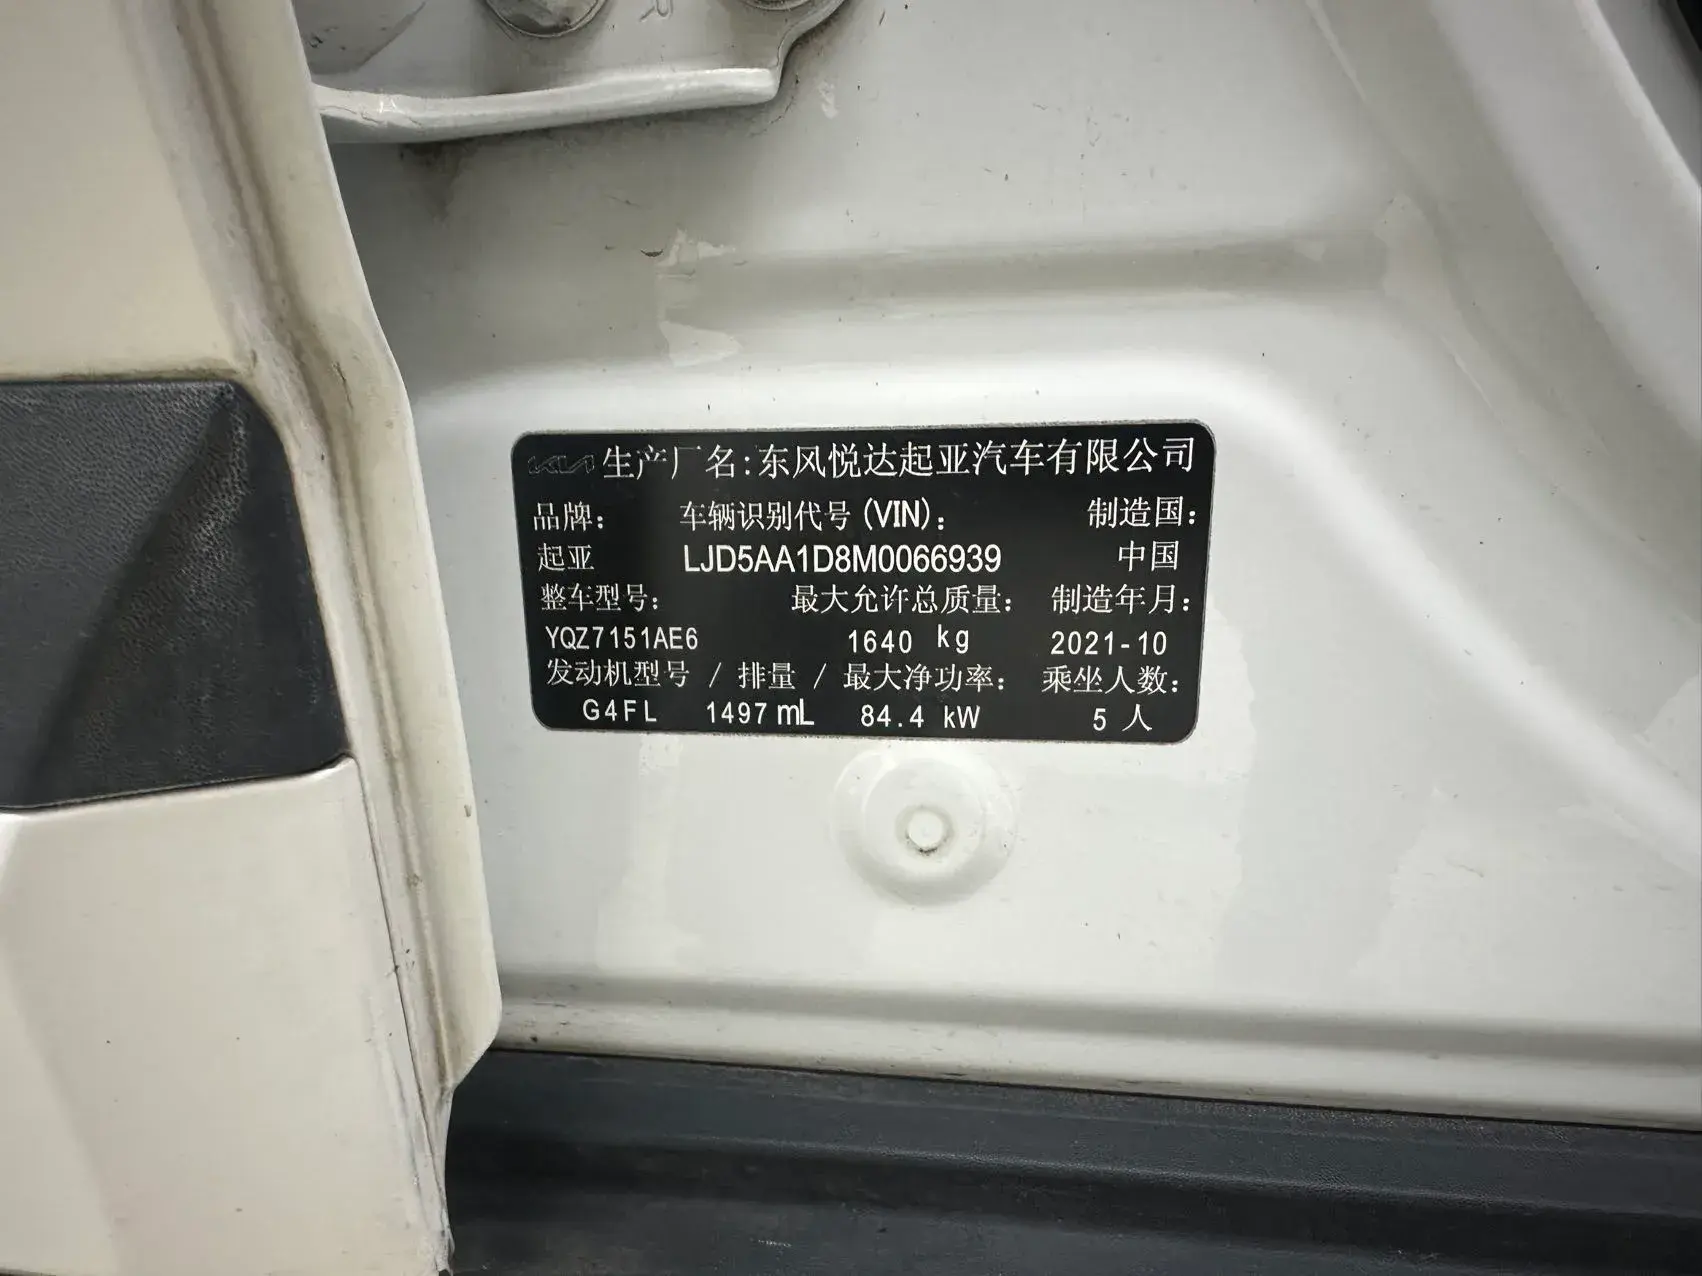 KIA 生产厂名:东风悦达起亚汽车有限公司
品牌: 车辆识别代号(VIN): 制造国:
起亚 LJD5AA1D8M0066939 中国
整车型号: 最大允许总质量: 制造年月:
YQZ7151AE6 1640 kg 2021-10
发动机型号 / 排量 / 最大净功率: 乘坐人数:
G4FL 1497 mL 84.4 kW 5 人